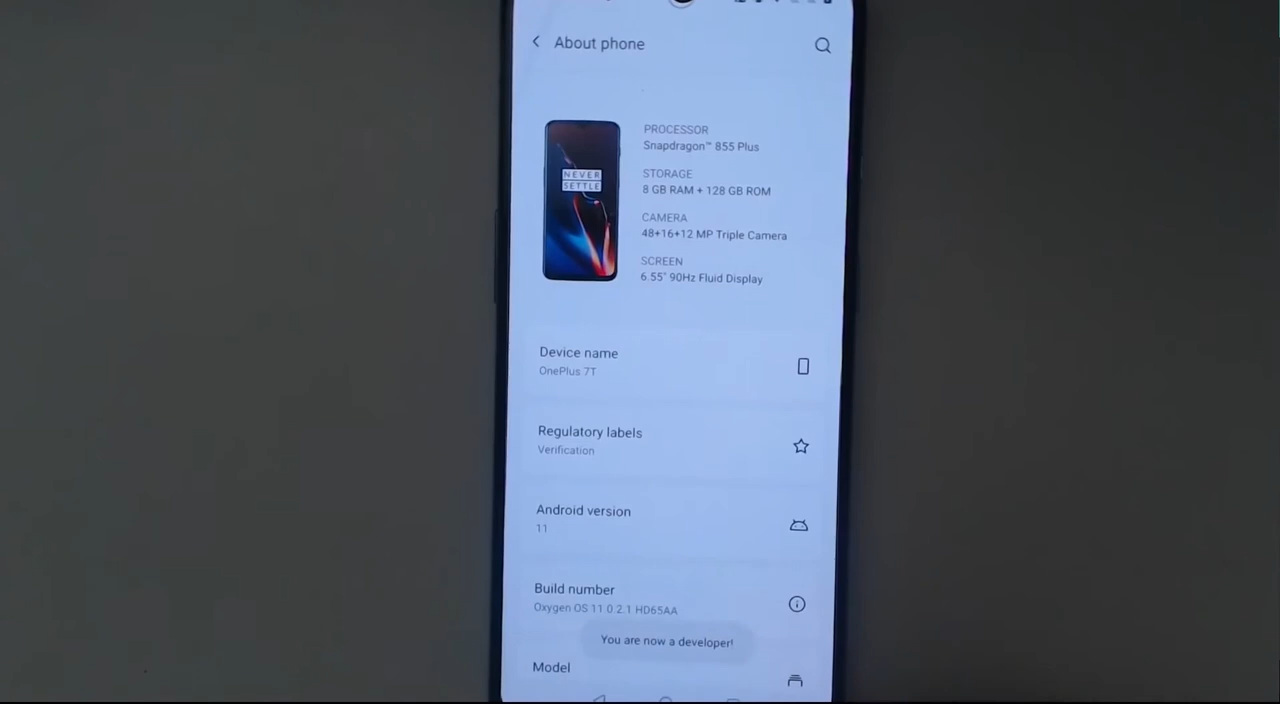 About phone
PROCESSOR
Snapdragon™ 855 Plus
STORAGE
8 GB RAM + 128 GB ROM
CAMERA
48+16+12 MP Triple Camera
SCREEN
6.55" 90Hz Fluid Display
NEVER
SETTLE
Device name
OnePlus 7T
Regulatory labels
Verification
Android version
11
Build number
Oxygen OS 11.0.2.1 HD65AA
You are now a developer!
Model